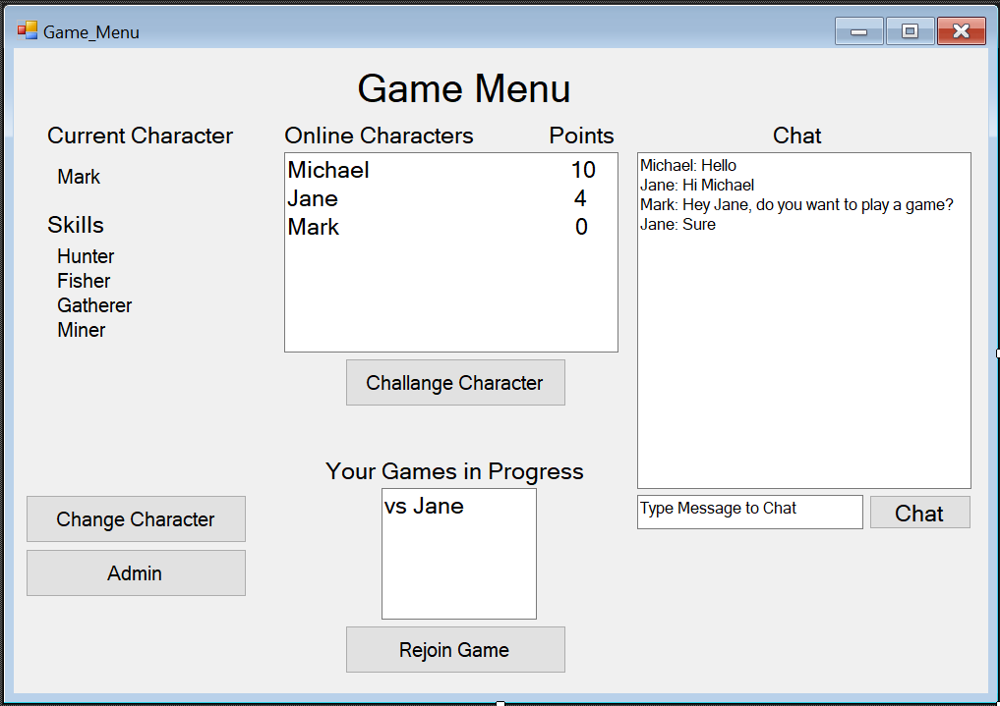 Game_Menu
Game Menu
Current Character
Mark
Skills
Hunter
Fisher
Gatherer
Miner
Change Character
Admin
Online Characters Points
Michael 10
Jane 4
Mark 0
Challange Character
Your Games in Progress
vs Jane
Rejoin Game
Chat
Michael: Hello
Jane: Hi Michael
Mark: Hey Jane, do you want to play a game?
Jane: Sure
Type Message to Chat
Chat